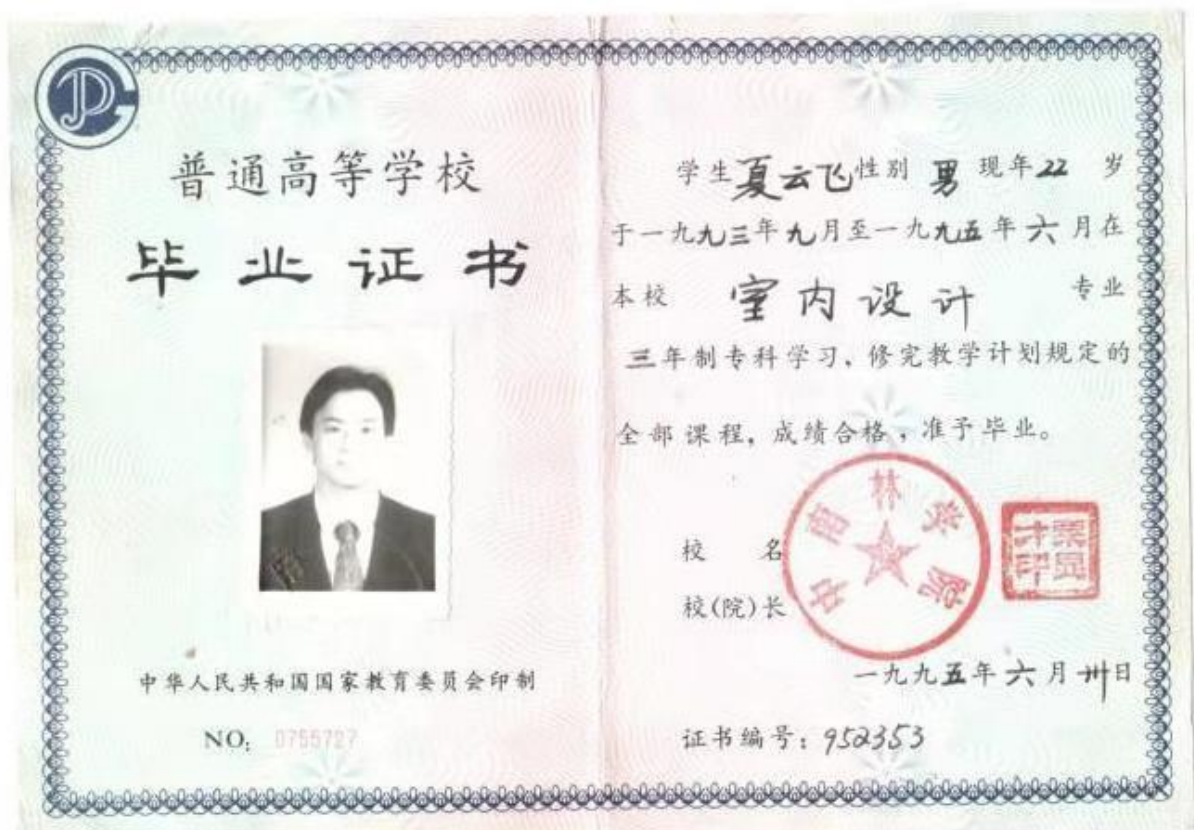 普通高等学校
毕业证书
中华人民共和国国家教育委员会印制
NO: 0755727
学生夏云飞性别 男 现年22 岁
于一九九三年九月至一九九五年六月在
本校 室内设计 专业
三年制专科学习，修完教学计划规定的
全部课程，成绩合格，准予毕业。
校 名
中南林学院
校(院)长
一九九五年六月卅日
证书编号：952353